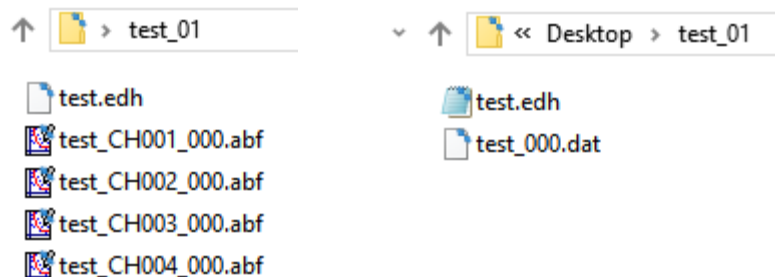 test_01
test.edh
test_CH001_000.abf
test_CH002_000.abf
test_CH003_000.abf
test_CH004_000.abf
« Desktop > test_01
test.edh
test_000.dat